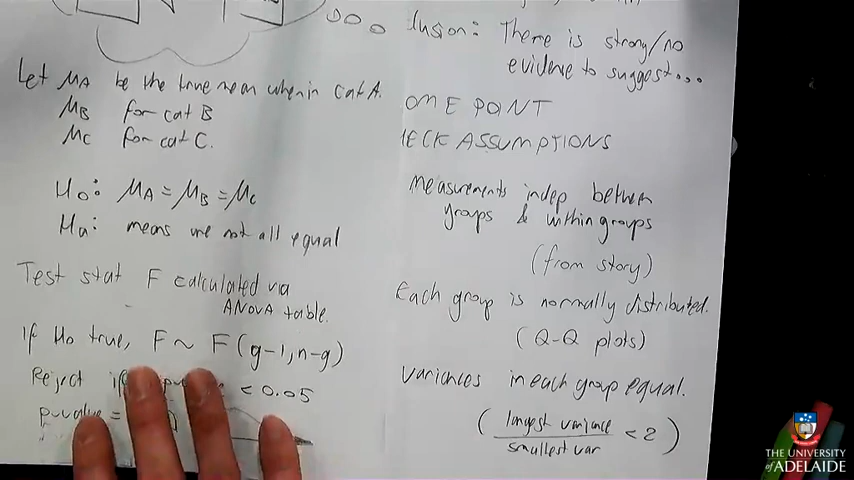 Let μA be the true mean when in cat A.
μB for cat B
μC for cat C.
H₀: μA = μB = μC
Ha: means are not all equal
Test stat F calculated via
ANOVA table.
If H₀ true, F ~ F(g-1, n-g)
Reject if < 0.05
p-value =
lusion: There is strong/no
evidence to suggest...
OME POINT
HECK ASSUMPTIONS
Measurements indep between
groups & within groups
(from story)
Each group is normally distributed.
(Q-Q plots)
Variances in each group equal.
( largest variance
smallest var < 2 )
THE UNIVERSITY
of ADELAIDE